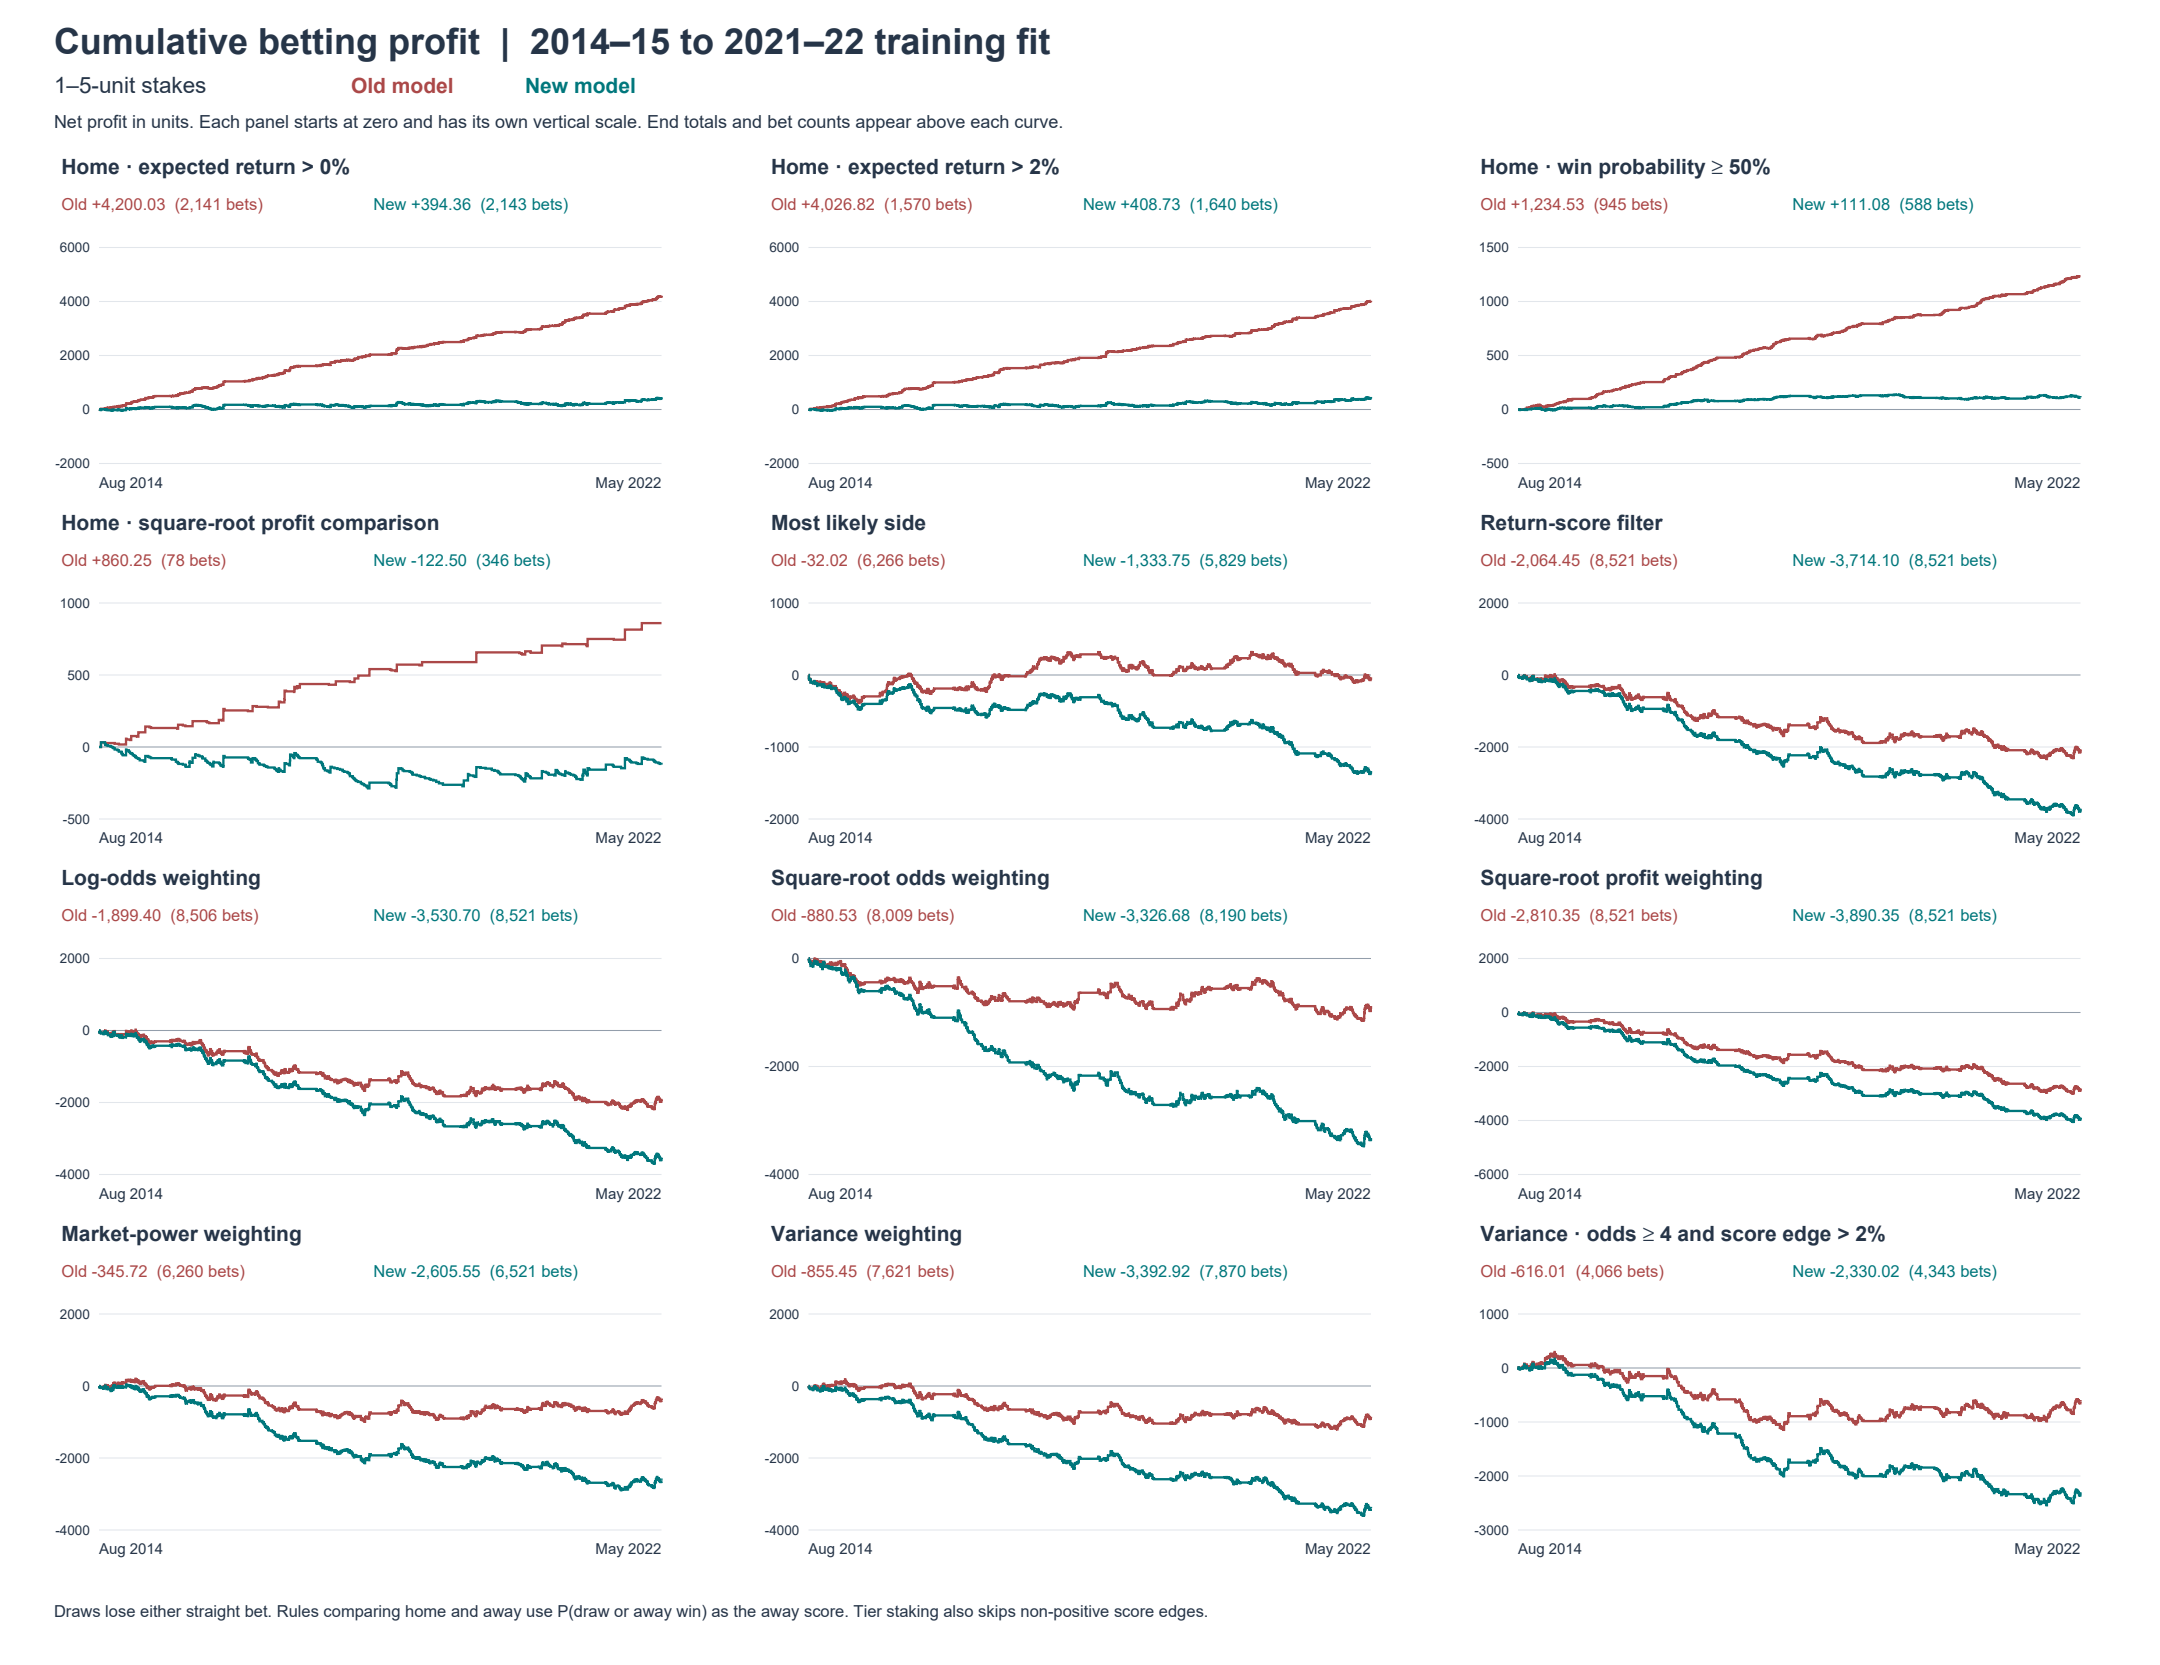 Cumulative betting profit | 2014–15 to 2021–22 training fit
1–5-unit stakes Old model New model
Net profit in units. Each panel starts at zero and has its own vertical scale. End totals and bet counts appear above each curve.
Home · expected return > 0%
Old +4,200.03 (2,141 bets) New +394.36 (2,143 bets)
6000
4000
2000
0
-2000
Aug 2014 May 2022
Home · expected return > 2%
Old +4,026.82 (1,570 bets) New +408.73 (1,640 bets)
6000
4000
2000
0
-2000
Aug 2014 May 2022
Home · win probability ≥ 50%
Old +1,234.53 (945 bets) New +111.08 (588 bets)
1500
1000
500
0
-500
Aug 2014 May 2022
Home · square-root profit comparison
Old +860.25 (78 bets) New -122.50 (346 bets)
1000
500
0
-500
Aug 2014 May 2022
Most likely side
Old -32.02 (6,266 bets) New -1,333.75 (5,829 bets)
1000
0
-1000
-2000
Aug 2014 May 2022
Return-score filter
Old -2,064.45 (8,521 bets) New -3,714.10 (8,521 bets)
2000
0
-2000
-4000
Aug 2014 May 2022
Log-odds weighting
Old -1,899.40 (8,506 bets) New -3,530.70 (8,521 bets)
2000
0
-2000
-4000
Aug 2014 May 2022
Square-root odds weighting
Old -880.53 (8,009 bets) New -3,326.68 (8,190 bets)
0
-2000
-4000
Aug 2014 May 2022
Square-root profit weighting
Old -2,810.35 (8,521 bets) New -3,890.35 (8,521 bets)
2000
0
-2000
-4000
-6000
Aug 2014 May 2022
Market-power weighting
Old -345.72 (6,260 bets) New -2,605.55 (6,521 bets)
2000
0
-2000
-4000
Aug 2014 May 2022
Variance weighting
Old -855.45 (7,621 bets) New -3,392.92 (7,870 bets)
2000
0
-2000
-4000
Aug 2014 May 2022
Variance · odds ≥ 4 and score edge > 2%
Old -616.01 (4,066 bets) New -2,330.02 (4,343 bets)
1000
0
-1000
-2000
-3000
Aug 2014 May 2022
Draws lose either straight bet. Rules comparing home and away use P(draw or away win) as the away score. Tier staking also skips non-positive score edges.